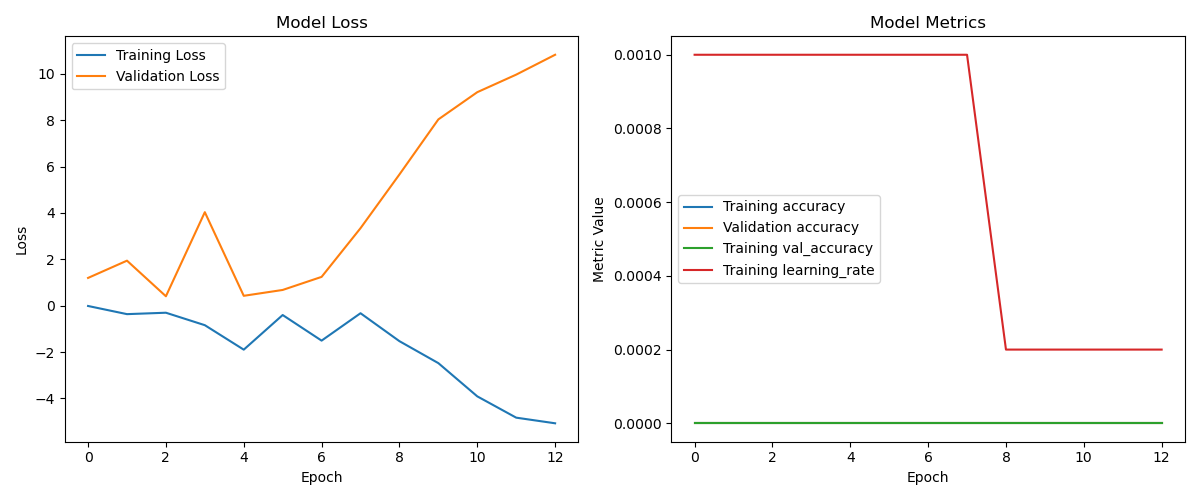 Model Loss
Training Loss
Validation Loss
10
8
6
4
2
0
−2
−4
Loss
0 2 4 6 8 10 12
Epoch
Model Metrics
0.0010
0.0008
0.0006
0.0004
0.0002
0.0000
Metric Value
Training accuracy
Validation accuracy
Training val_accuracy
Training learning_rate
0 2 4 6 8 10 12
Epoch